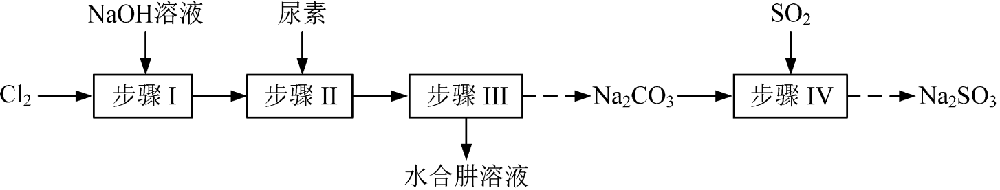 NaOH溶液 尿素 SO₂
Cl₂ 步骤 I 步骤 II 步骤 III Na₂CO₃ 步骤 IV Na₂SO₃
水合肼溶液